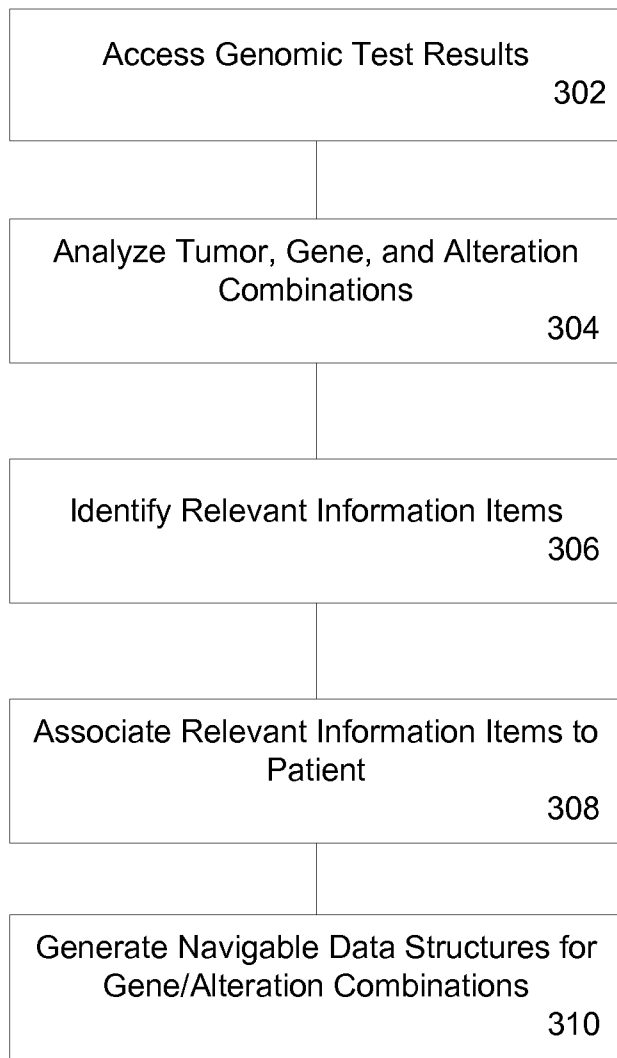 Access Genomic Test Results
302
Analyze Tumor, Gene, and Alteration
Combinations
304
Identify Relevant Information Items
306
Associate Relevant Information Items to
Patient
308
Generate Navigable Data Structures for
Gene/Alteration Combinations
310